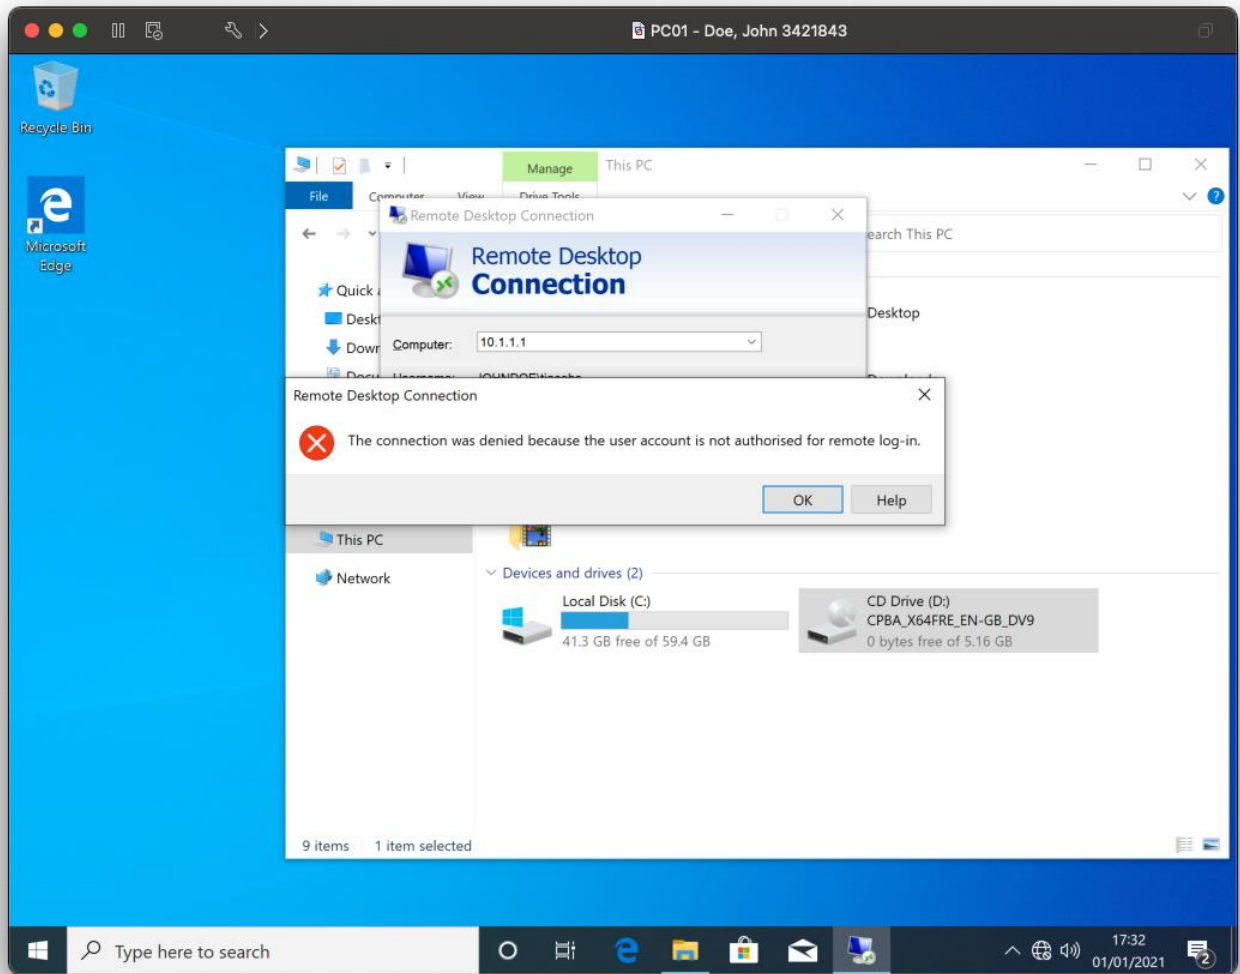 PC01 - Doe, John 3421843
Recycle Bin
Microsoft
Edge
Manage
This PC
File
Computer
View
Drive Tools
Remote Desktop Connection
earch This PC
Remote Desktop
Connection
Quick
Desktop
Computer:
10.1.1.1
Remote Desktop Connection
The connection was denied because the user account is not authorised for remote log-in.
OK
Help
This PC
Network
Devices and drives (2)
Local Disk (C:)
41.3 GB free of 59.4 GB
CD Drive (D:)
CPBA_X64FRE_EN-GB_DV9
0 bytes free of 5.16 GB
9 items
1 item selected
Type here to search
17:32
01/01/2021
2